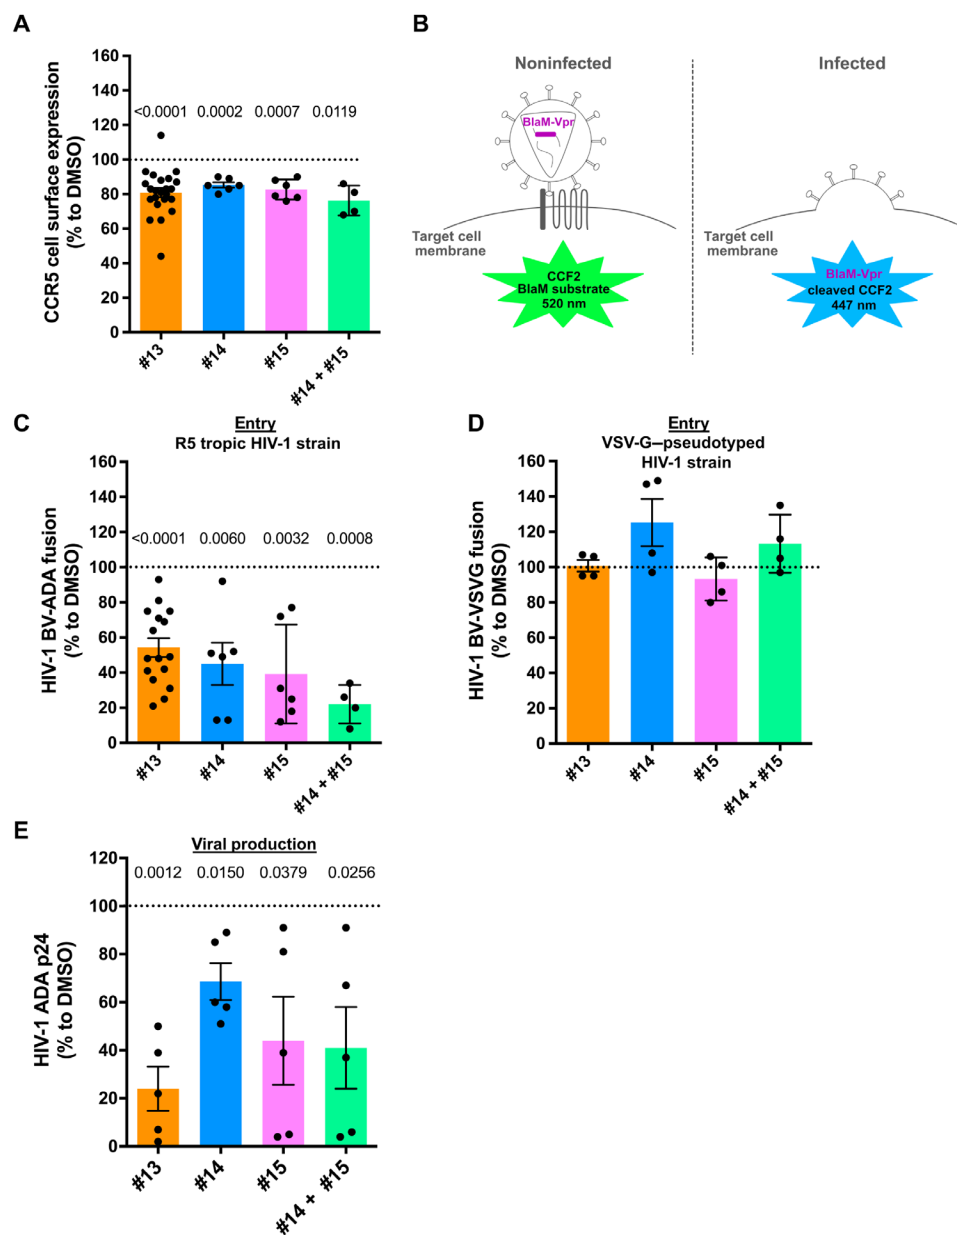 A
CCR5 cell surface expression
(% to DMSO)
160
140
120
100
80
60
40
20
0
<0.0001 0.0002 0.0007 0.0119
#13
#14
#15
#14 + #15
B
Noninfected
Infected
BlaM-Vpr
Target cell
membrane
CCF2
BlaM substrate
520 nm
Target cell
membrane
BlaM-Vpr
cleaved CCF2
447 nm
C
Entry
R5 tropic HIV-1 strain
HIV-1 BV-ADA fusion
(% to DMSO)
160
140
120
100
80
60
40
20
0
<0.0001 0.0060 0.0032 0.0008
#13
#14
#15
#14 + #15
D
Entry
VSV-G–pseudotyped
HIV-1 strain
HIV-1 BV-VSVG fusion
(% to DMSO)
160
140
120
100
80
60
40
20
0
#13
#14
#15
#14 + #15
E
Viral production
HIV-1 ADA p24
(% to DMSO)
120
100
80
60
40
20
0
0.0012 0.0150 0.0379 0.0256
#13
#14
#15
#14 + #15